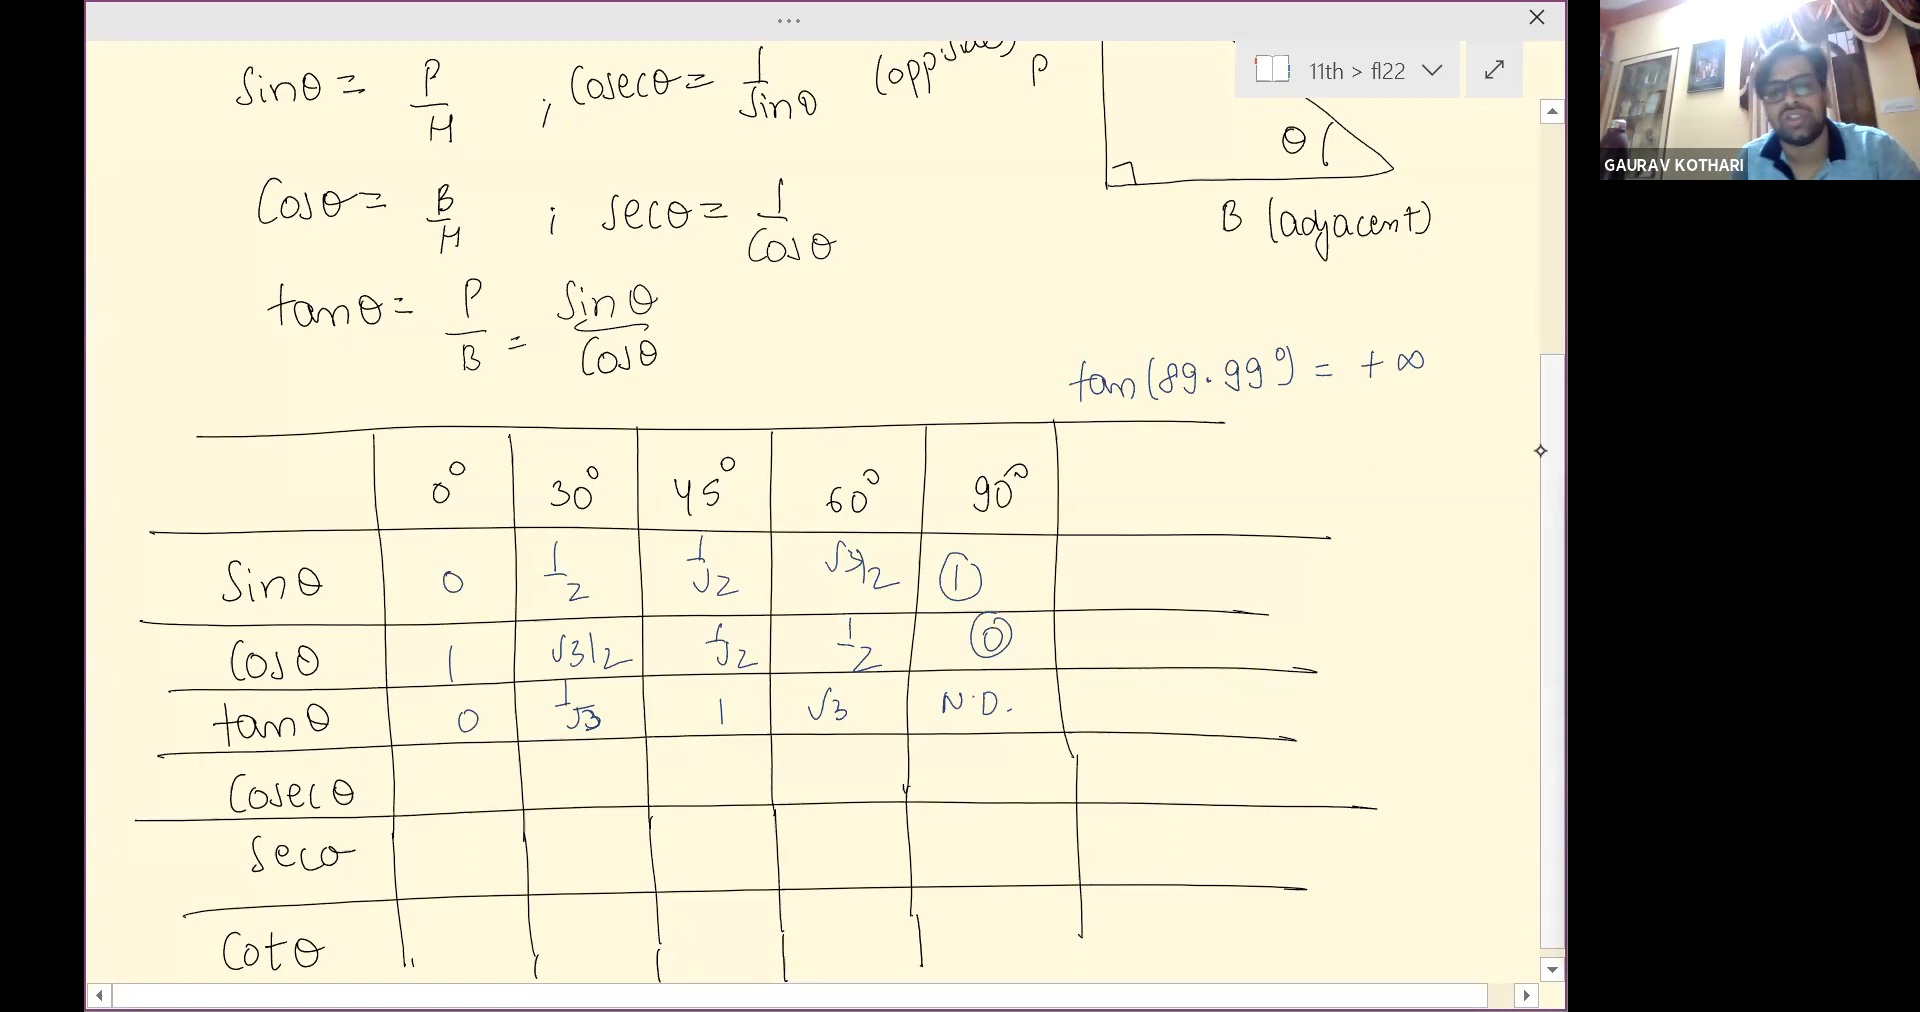 11th > fl22
GAURAV KOTHARI
Sinθ = P/H ; Cosecθ = 1/Sinθ
(opposite) P
θ
Cosθ = B/H ; Secθ = 1/Cosθ
B (adjacent)
tanθ = P/B = Sinθ/Cosθ
tan(89.99°) = +∞
0° 30° 45° 60° 90°
Sinθ 0 1/2 1/√2 √3/2 1
Cosθ 1 √3/2 1/√2 1/2 0
tanθ 0 1/√3 1 √3 N.D.
Cosecθ
Secθ
Cotθ